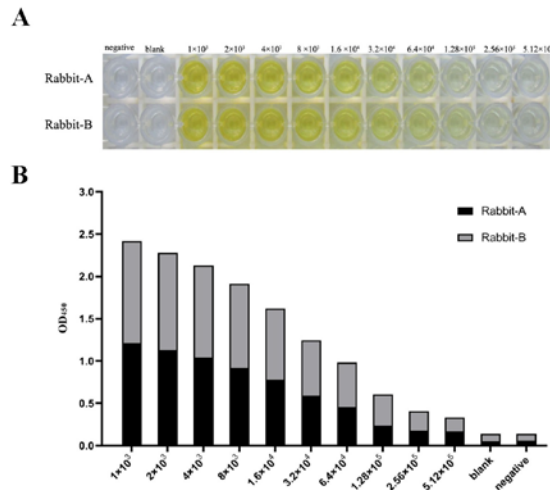 A
negative blank 1×10³ 2×10³ 4×10³ 8×10³ 1.6×10⁴ 3.2×10⁴ 6.4×10⁴ 1.28×10⁵ 2.56×10⁵ 5.12×10
Rabbit-A
Rabbit-B
B
3.0
2.5
2.0
1.5
1.0
0.5
0.0
OD₄₅₀
Rabbit-A
Rabbit-B
1×10³ 2×10³ 4×10³ 8×10³ 1.6×10⁴ 3.2×10⁴ 6.4×10⁴ 1.28×10⁵ 2.56×10⁵ 5.12×10⁵ blank negative